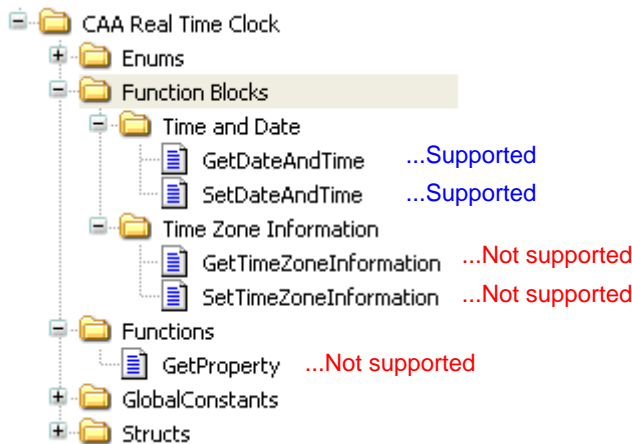 CAA Real Time Clock
Enums
Function Blocks
Time and Date
GetDateAndTime ...Supported
SetDateAndTime ...Supported
Time Zone Information
GetTimeZoneInformation ...Not supported
SetTimeZoneInformation ...Not supported
Functions
GetProperty ...Not supported
GlobalConstants
Structs